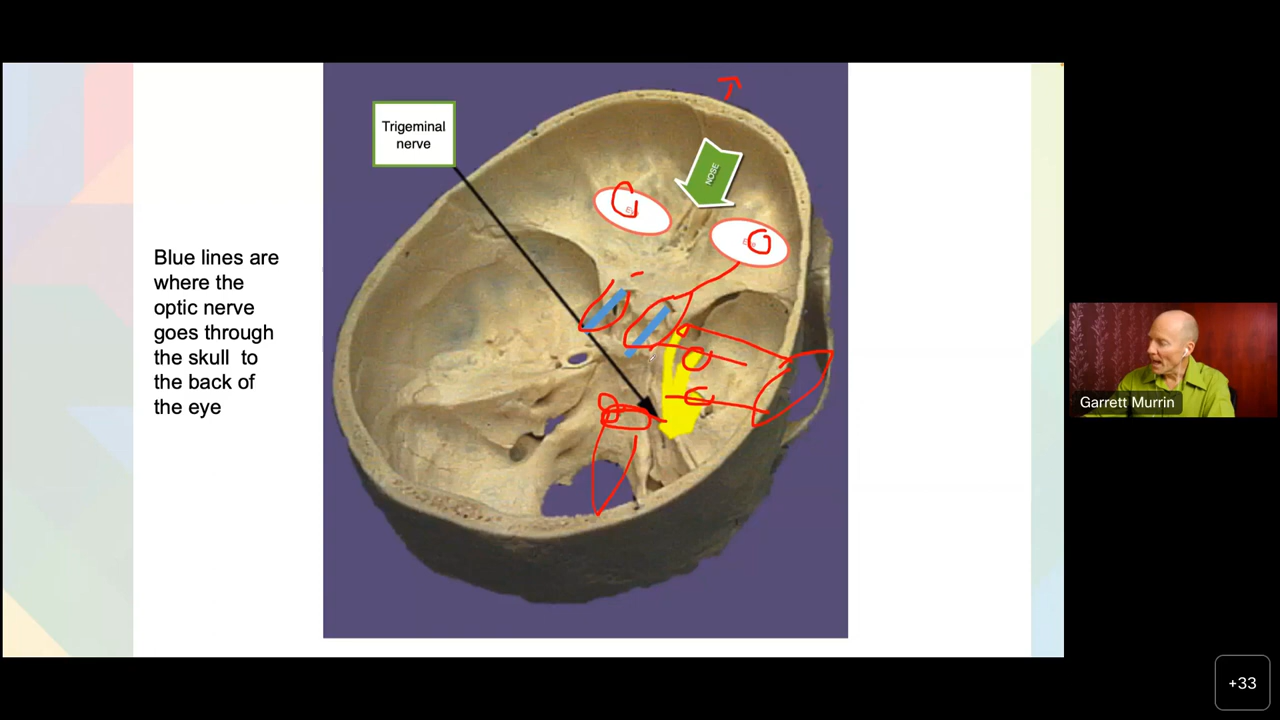 Trigeminal
nerve
NOSE
Blue lines are
where the
optic nerve
goes through
the skull to
the back of
the eye
Garrett Murrin
+33